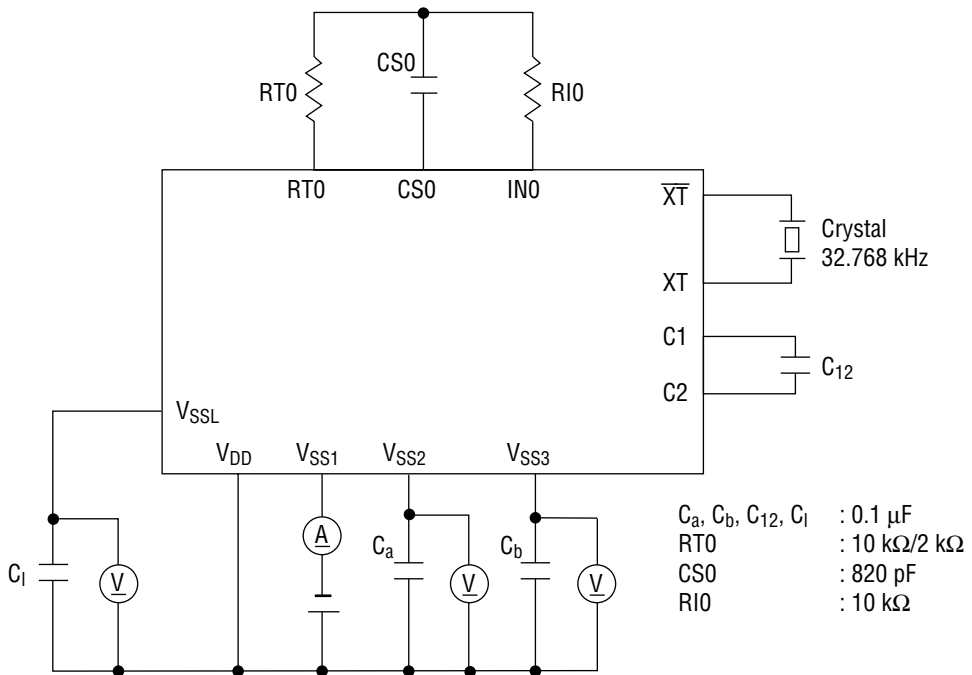 CS0
RT0
RI0
RT0 CS0 IN0
XT
Crystal
32.768 kHz
XT
C1
C12
C2
VSSL
VDD VSS1 VSS2 VSS3
A
Ca
Cb
Cl
V
V
V
Ca, Cb, C12, Cl : 0.1 μF
RT0 : 10 kΩ/2 kΩ
CS0 : 820 pF
RI0 : 10 kΩ